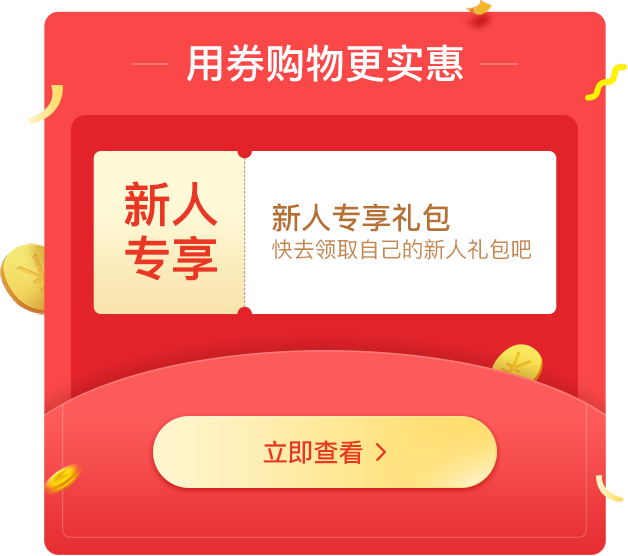 用券购物更实惠
新人
专享
新人专享礼包
快去领取自己的新人礼包吧
立即查看 >